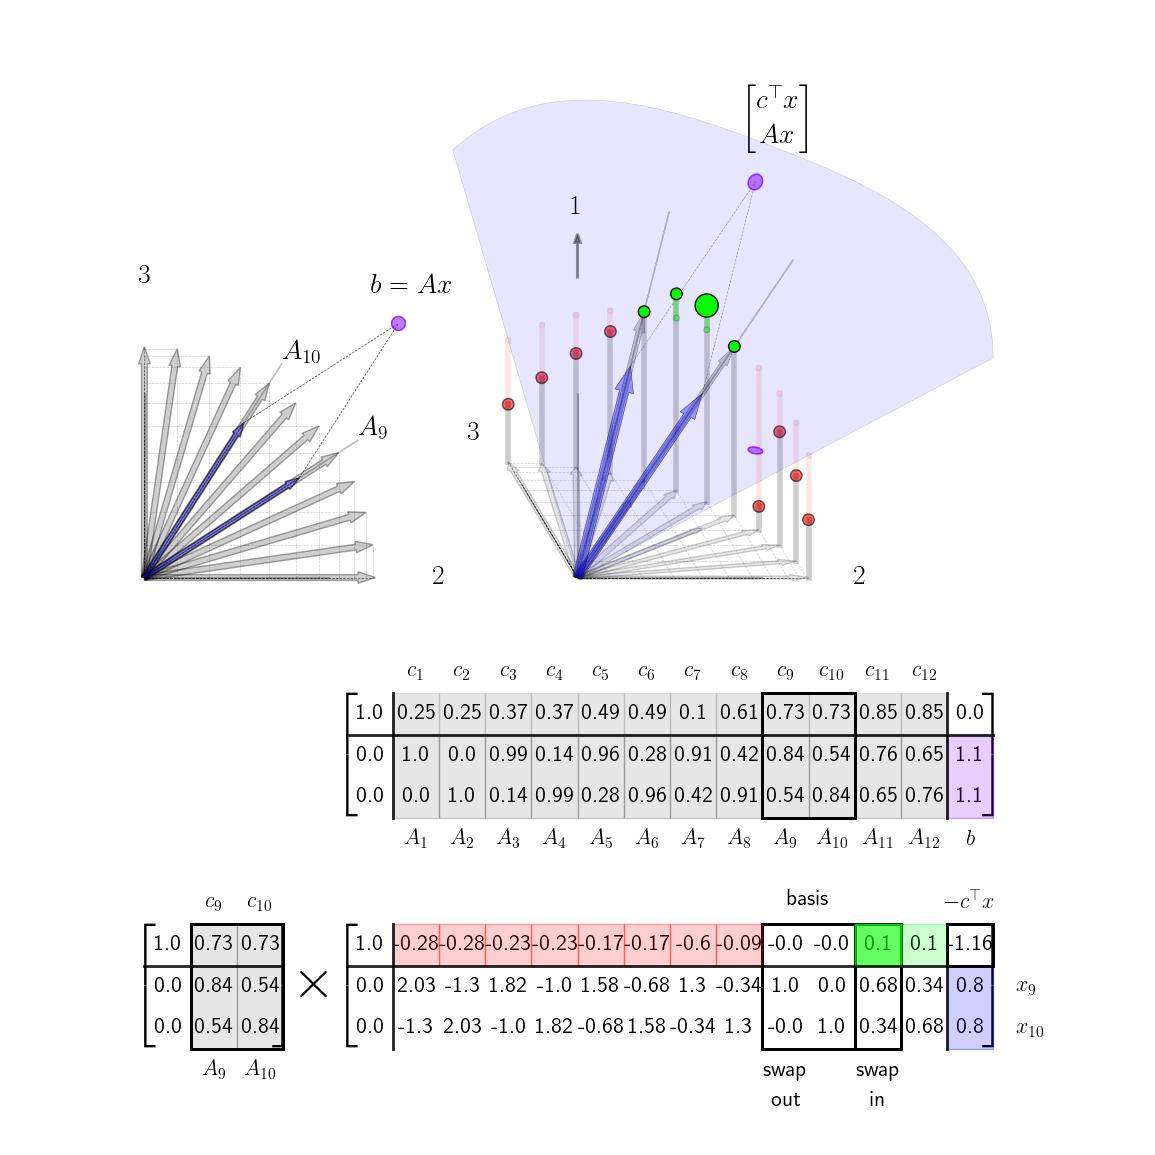 [c⊤x
Ax]
1
3
b = Ax
A10
A9
3
2
2
c1 c2 c3 c4 c5 c6 c7 c8 c9 c10 c11 c12
1.0 0.25 0.25 0.37 0.37 0.49 0.49 0.1 0.61 0.73 0.73 0.85 0.85 0.0
0.0 1.0 0.0 0.99 0.14 0.96 0.28 0.91 0.42 0.84 0.54 0.76 0.65 1.1
0.0 0.0 1.0 0.14 0.99 0.28 0.96 0.42 0.91 0.54 0.84 0.65 0.76 1.1
A1 A2 A3 A4 A5 A6 A7 A8 A9 A10 A11 A12 b
c9 c10 basis −c⊤x
1.0 0.73 0.73 × 1.0 -0.28 -0.28 -0.23 -0.23 -0.17 -0.17 -0.6 -0.09 -0.0 -0.0 0.1 0.1 -1.16
0.0 0.84 0.54 0.0 2.03 -1.3 1.82 -1.0 1.58 -0.68 1.3 -0.34 1.0 0.0 0.68 0.34 0.8 x9
0.0 0.54 0.84 0.0 -1.3 2.03 -1.0 1.82 -0.68 1.58 -0.34 1.3 -0.0 1.0 0.34 0.68 0.8 x10
A9 A10 swap swap
out in